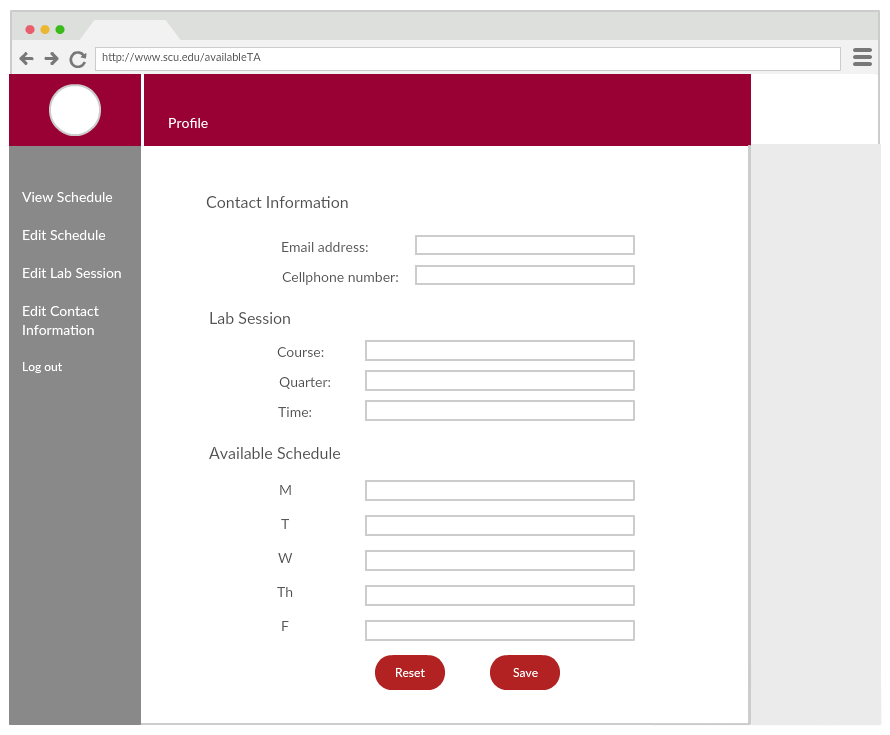 http://www.scu.edu/availableTA
Profile
View Schedule
Edit Schedule
Edit Lab Session
Edit Contact
Information
Log out
Contact Information
Email address:
Cellphone number:
Lab Session
Course:
Quarter:
Time:
Available Schedule
M
T
W
Th
F
Reset
Save